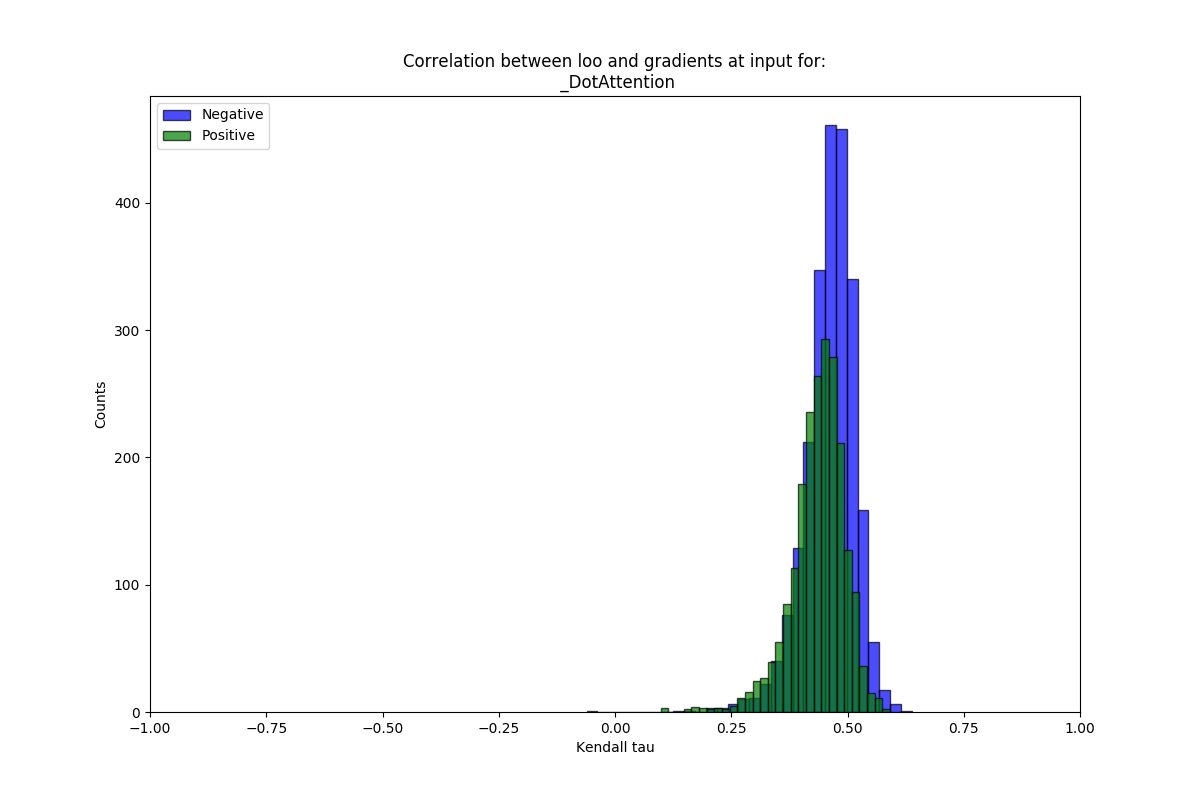 Correlation between loo and gradients at input for:
_DotAttention
Negative
Positive
400
300
200
100
0
Counts
−1.00 −0.75 −0.50 −0.25 0.00 0.25 0.50 0.75 1.00
Kendall tau